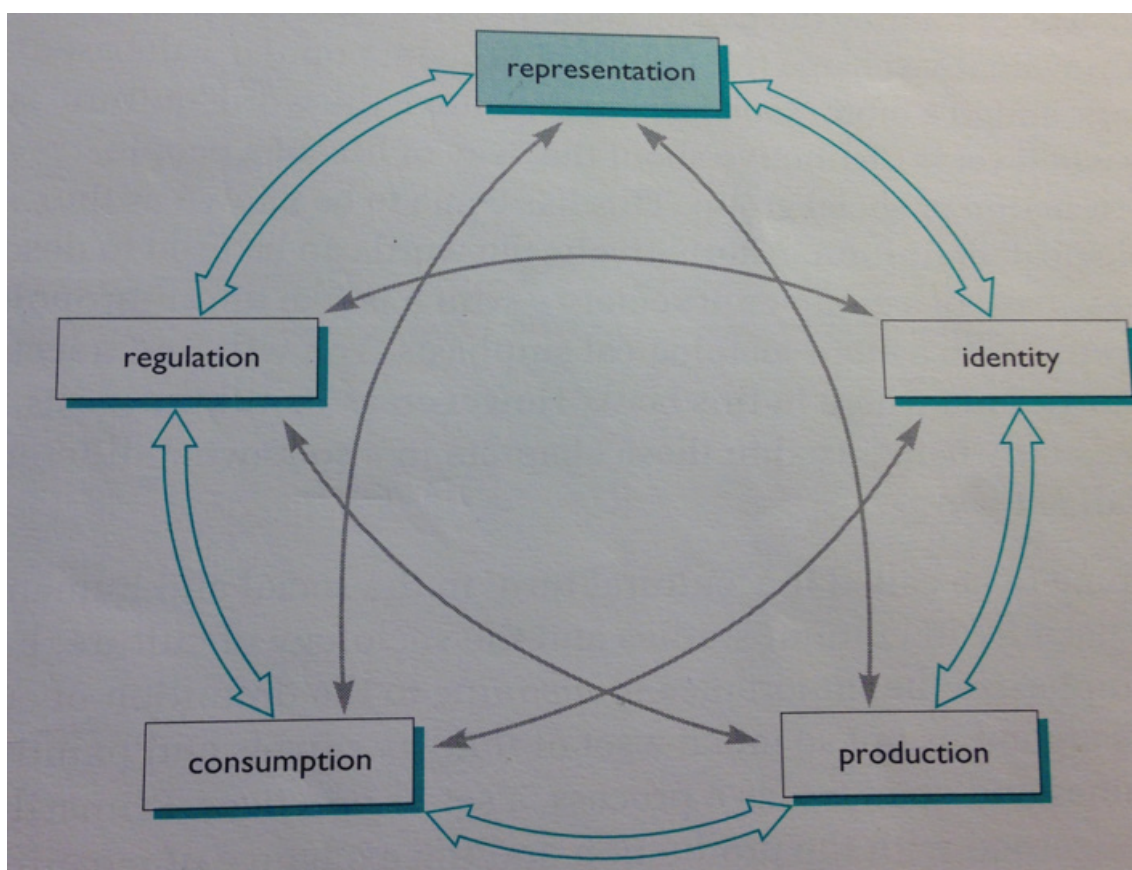 representation
regulation
identity
consumption
production